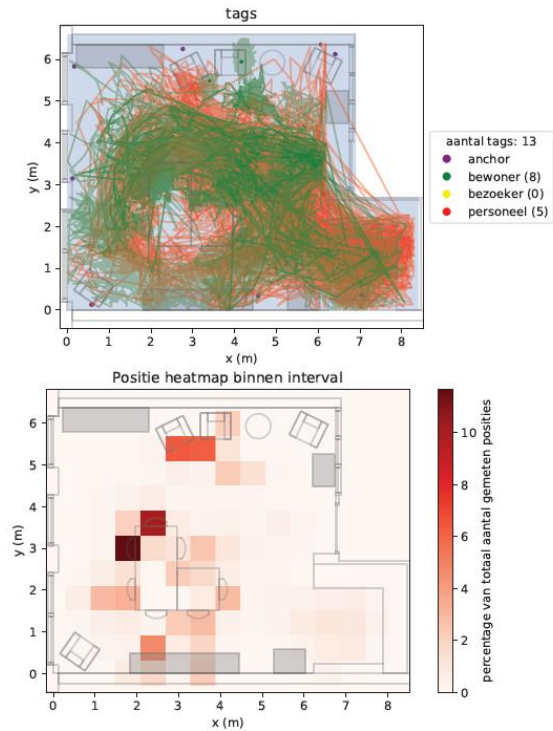 tags
6
5
4
3
2
1
0
y (m)
0 1 2 3 4 5 6 7 8
x (m)
aantal tags: 13
anchor
bewoner (8)
bezoeker (0)
personeel (5)
Positie heatmap binnen interval
6
5
4
3
2
1
0
y (m)
0 1 2 3 4 5 6 7 8
x (m)
10
8
6
4
2
0
percentage van totaal aantal gemeten posities